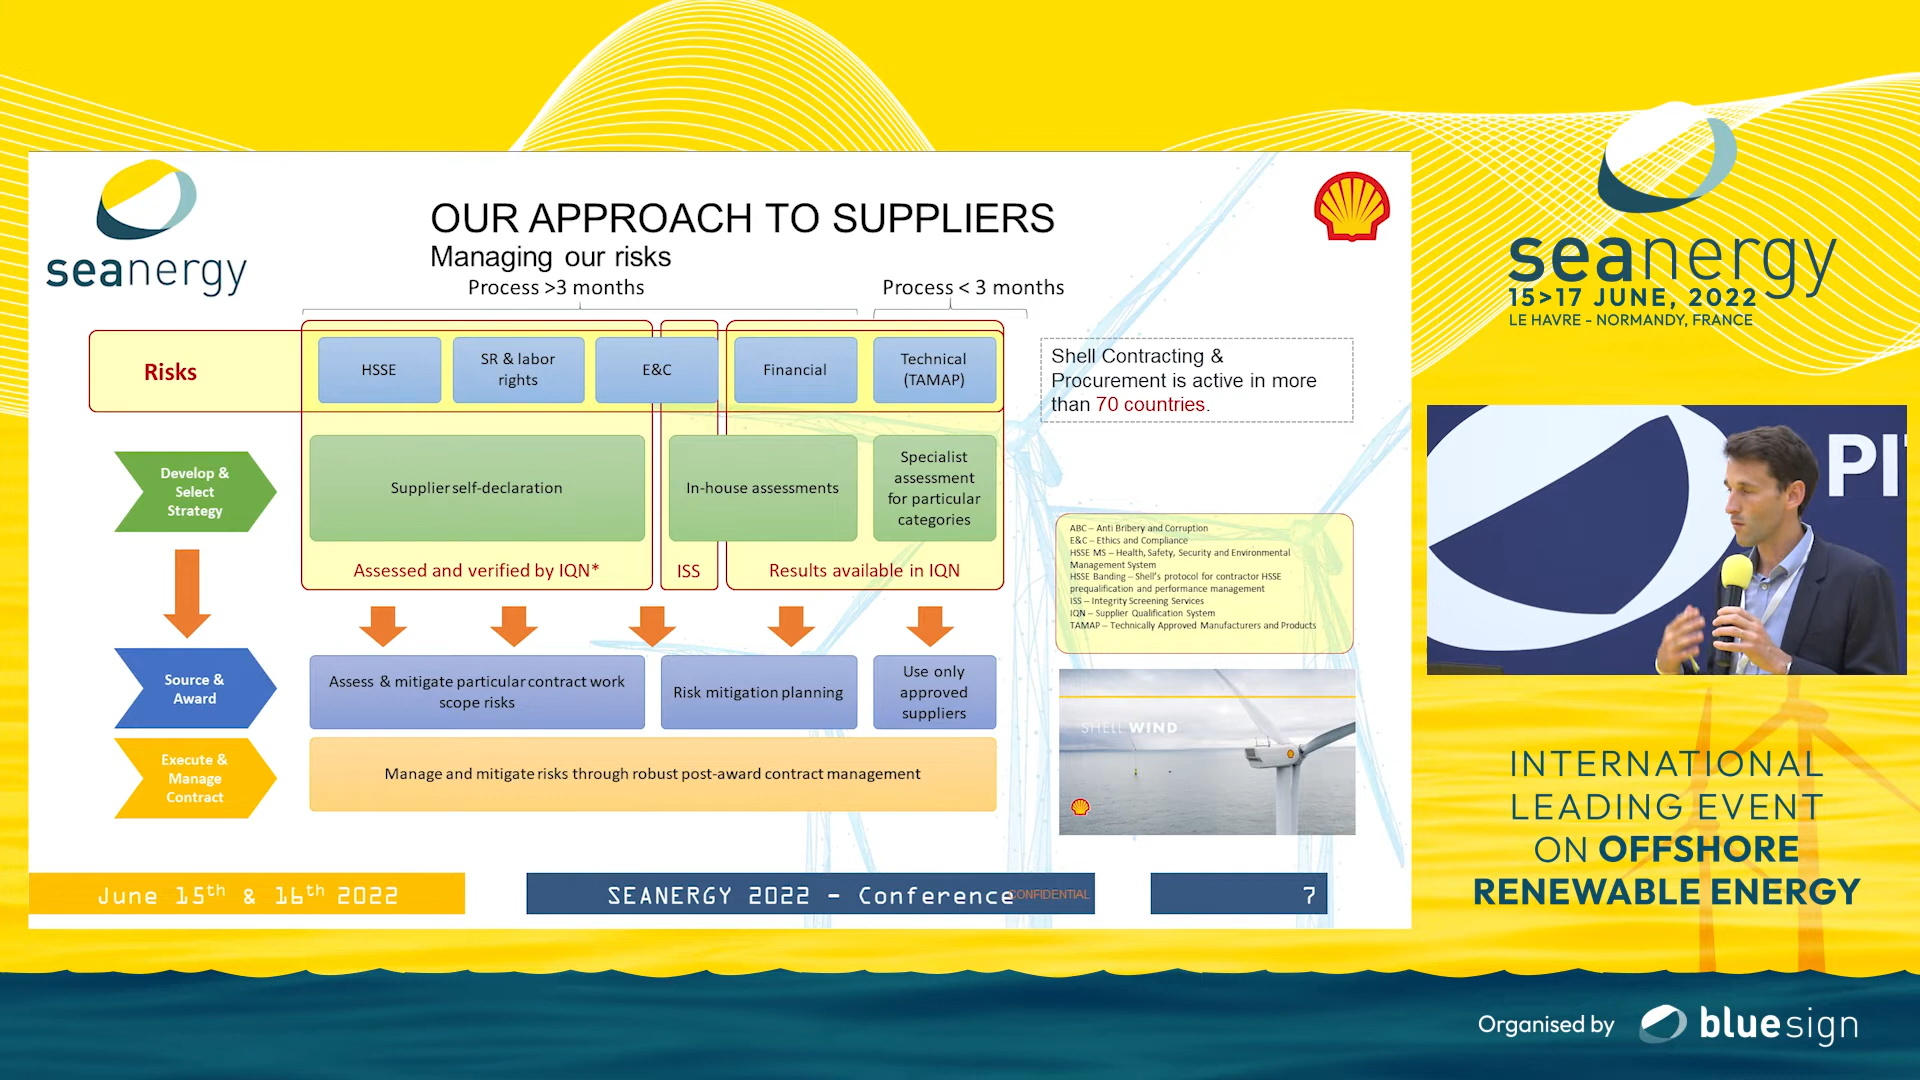 seanergy
OUR APPROACH TO SUPPLIERS
Managing our risks
Process >3 months
Process < 3 months
Risks
HSSE
SR & labor
rights
E&C
Financial
Technical
(TAMAP)
Shell Contracting &
Procurement is active in more
than 70 countries.
Develop &
Select
Strategy
Supplier self-declaration
In-house assessments
Specialist
assessment
for particular
categories
Assessed and verified by IQN*
ISS
Results available in IQN
ABC – Anti Bribery and Corruption
E&C – Ethics and Compliance
HSSE MS – Health, Safety, Security and Environmental
Management System
HSSE Banding – Shell's protocol for contractor HSSE
prequalification and performance management
ISS – Integrity Screening Services
IQN – Supplier Qualification System
TAMAP – Technically Approved Manufacturers and Products
Source &
Award
Assess & mitigate particular contract work
scope risks
Risk mitigation planning
Use only
approved
suppliers
SHELL WIND
Execute &
Manage
Contract
Manage and mitigate risks through robust post-award contract management
June 15th & 16th 2022
SEANERGY 2022 - Conference
CONFIDENTIAL
7
seanergy
15>17 JUNE, 2022
LE HAVRE - NORMANDY, FRANCE
PI
INTERNATIONAL
LEADING EVENT
ON OFFSHORE
RENEWABLE ENERGY
Organised by bluesign